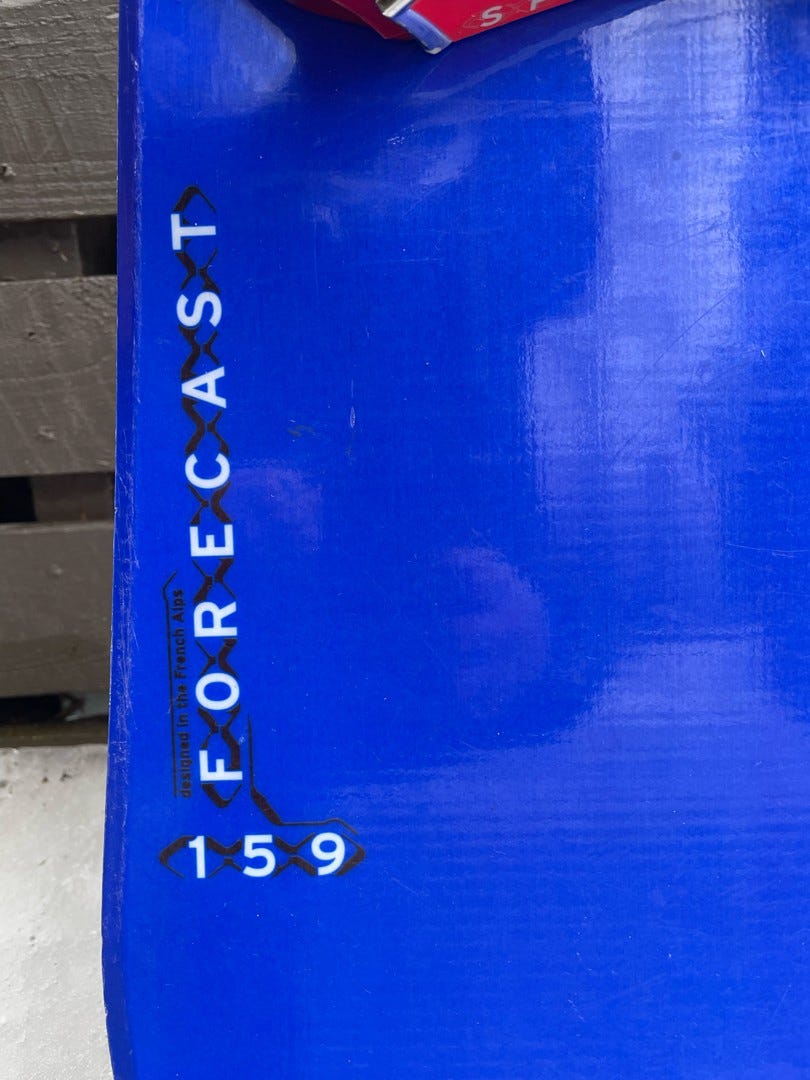 S
FORECAST
designed in the French Alps
159